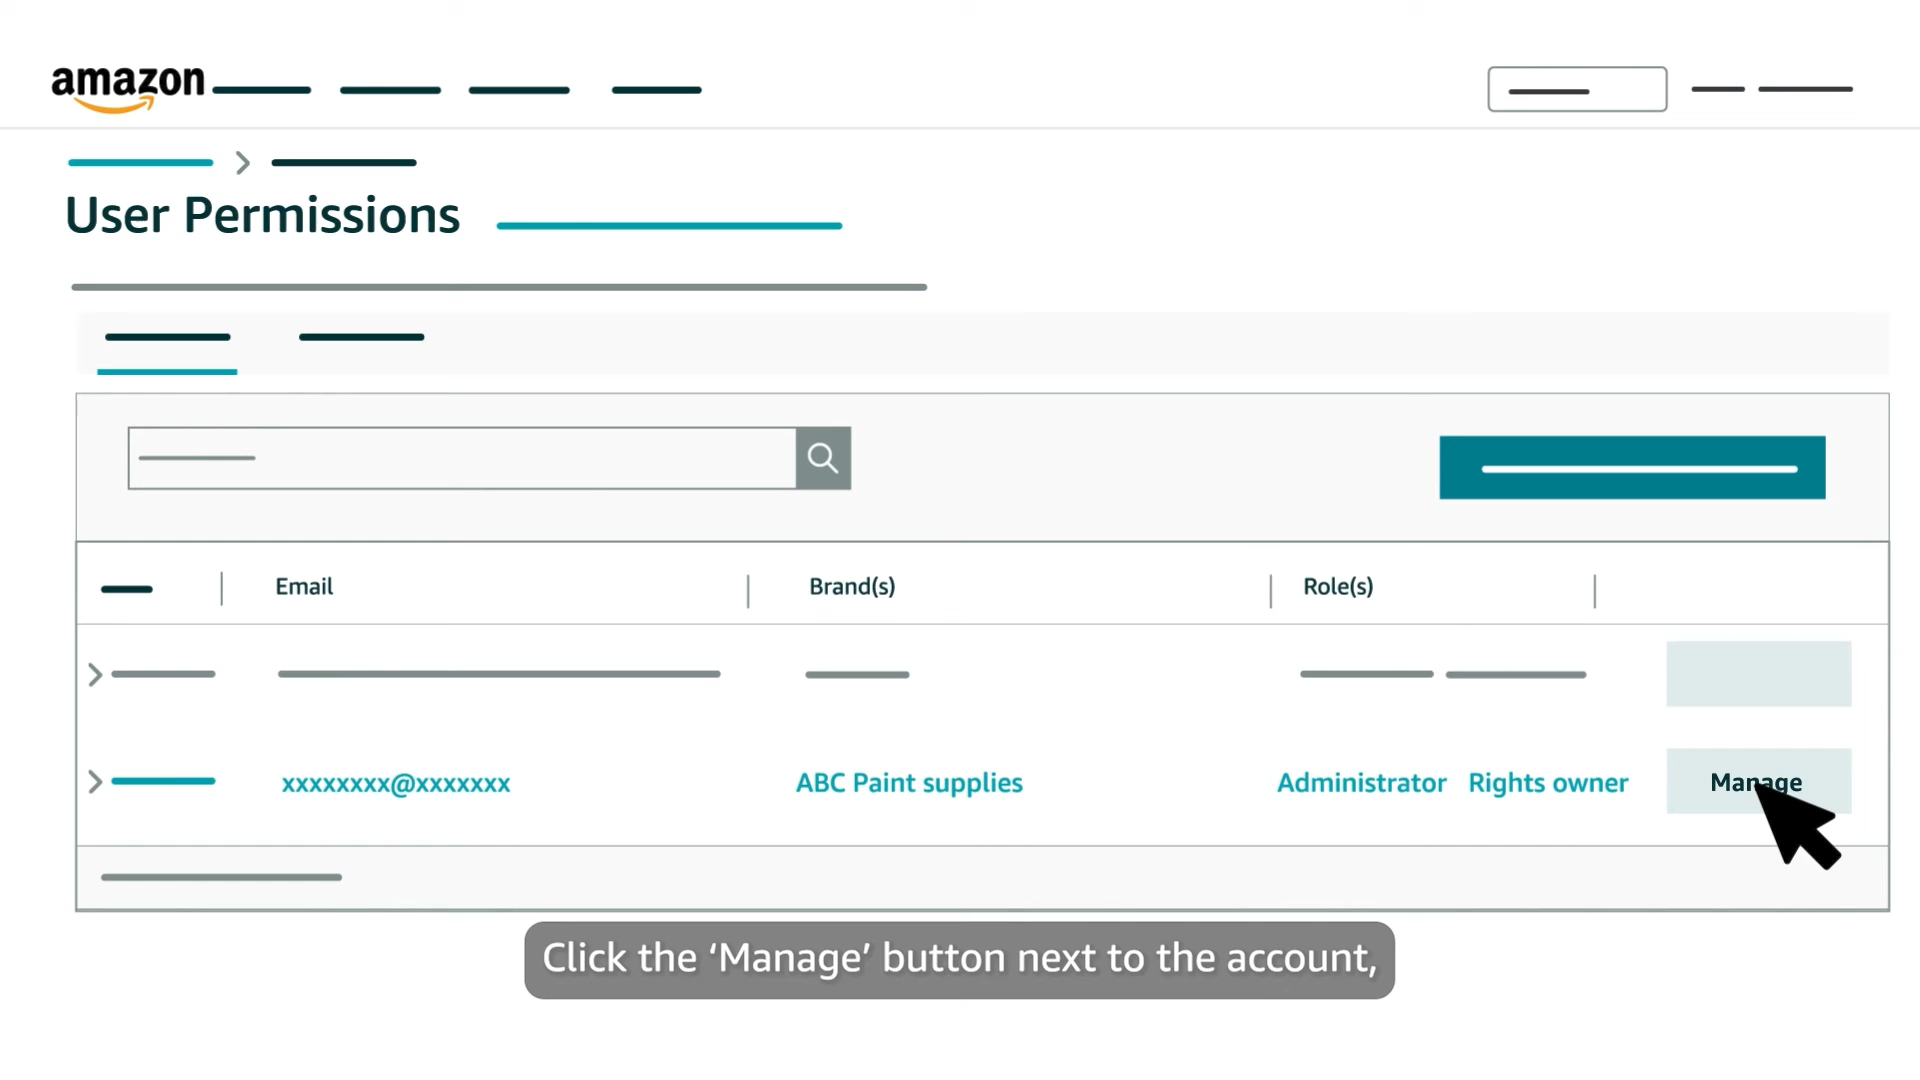 amazon
User Permissions
Email Brand(s) Role(s)
xxxxxxxx@xxxxxxx ABC Paint supplies Administrator Rights owner Manage
Click the ‘Manage’ button next to the account,